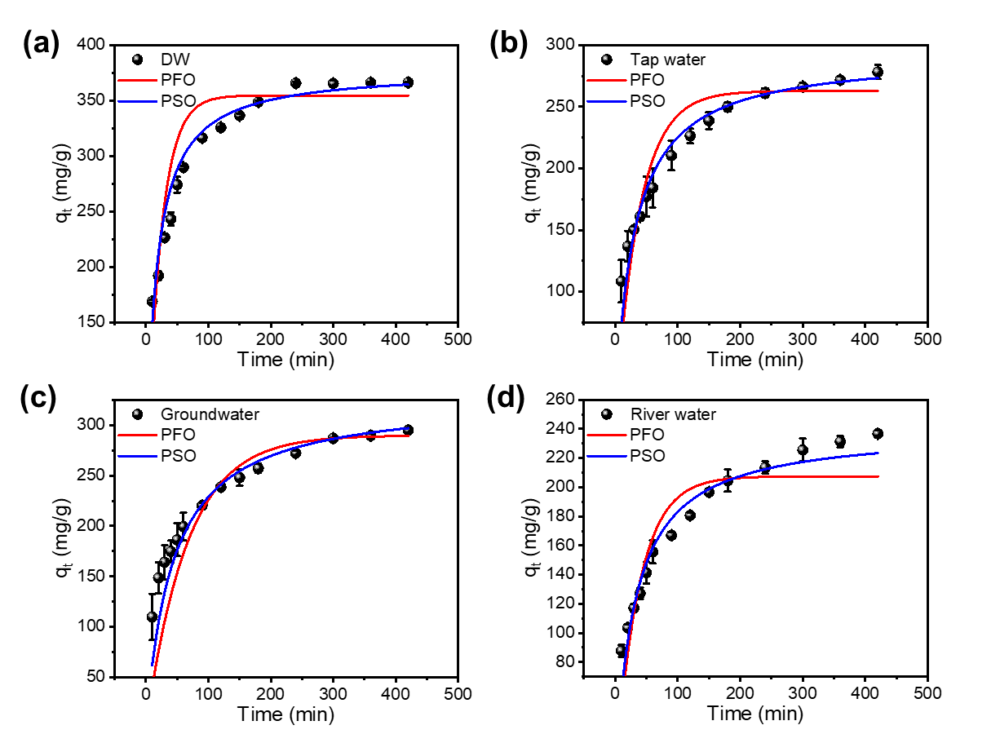 (a)
DW
PFO
PSO
400
350
300
250
200
150
0 100 200 300 400 500
qt (mg/g)
Time (min)
(b)
Tap water
PFO
PSO
300
250
200
150
100
0 100 200 300 400 500
qt (mg/g)
Time (min)
(c)
Groundwater
PFO
PSO
300
250
200
150
100
50
0 100 200 300 400 500
qt (mg/g)
Time (min)
(d)
River water
PFO
PSO
260
240
220
200
180
160
140
120
100
80
0 100 200 300 400 500
qt (mg/g)
Time (min)